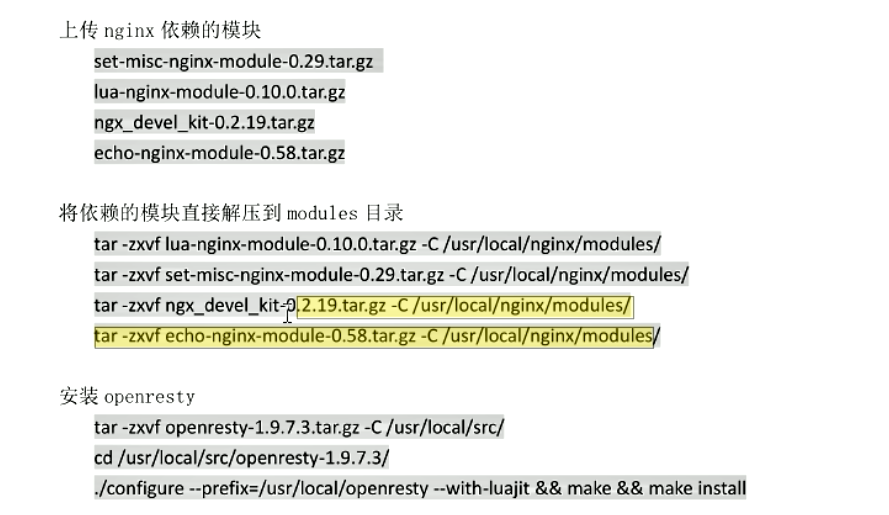 上传 nginx 依赖的模块
set-misc-nginx-module-0.29.tar.gz
lua-nginx-module-0.10.0.tar.gz
ngx_devel_kit-0.2.19.tar.gz
echo-nginx-module-0.58.tar.gz
将依赖的模块直接解压到 modules 目录
tar -zxvf lua-nginx-module-0.10.0.tar.gz -C /usr/local/nginx/modules/
tar -zxvf set-misc-nginx-module-0.29.tar.gz -C /usr/local/nginx/modules/
tar -zxvf ngx_devel_kit-0.2.19.tar.gz -C /usr/local/nginx/modules/
tar -zxvf echo-nginx-module-0.58.tar.gz -C /usr/local/nginx/modules/
安装 openresty
tar -zxvf openresty-1.9.7.3.tar.gz -C /usr/local/src/
cd /usr/local/src/openresty-1.9.7.3/
./configure --prefix=/usr/local/openresty --with-luajit && make && make install